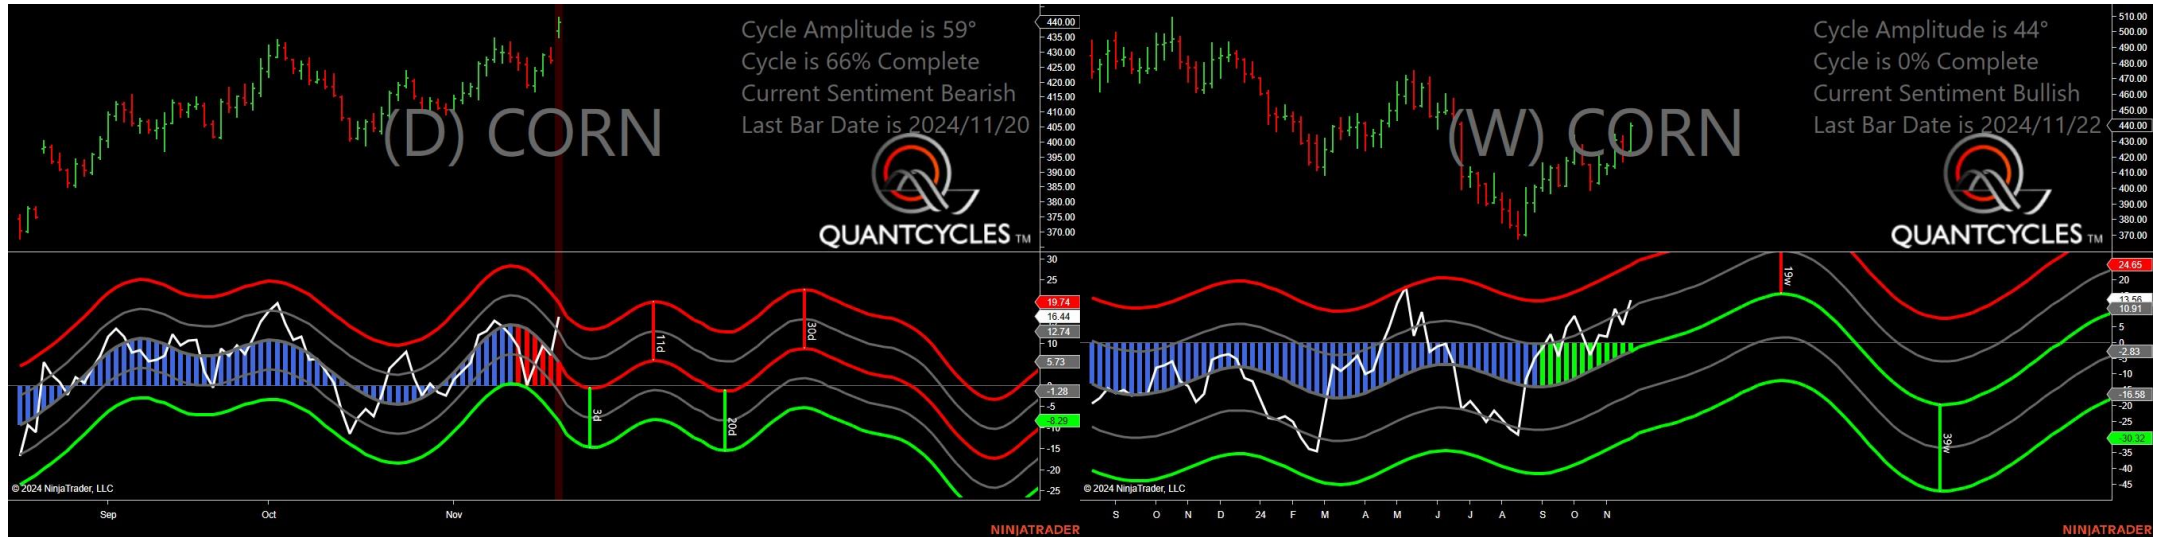 Cycle Amplitude is 59°
Cycle is 66% Complete
Current Sentiment Bearish
Last Bar Date is 2024/11/20
(D) CORN
QUANTCYCLES TM
440.00
435.00
430.00
425.00
420.00
415.00
410.00
405.00
400.00
395.00
390.00
385.00
380.00
375.00
370.00
30
25
19.74
16.44
12.74
10
5.73
-1.28
-5
-8.29
-10
-15
-20
-25
11d
30d
3d
20d
© 2024 NinjaTrader, LLC
Sep
Oct
Nov
NINJATRADER
Cycle Amplitude is 44°
Cycle is 0% Complete
Current Sentiment Bullish
Last Bar Date is 2024/11/22
(W) CORN
QUANTCYCLES TM
510.00
500.00
490.00
480.00
470.00
460.00
450.00
440.00
430.00
420.00
410.00
400.00
390.00
380.00
370.00
24.65
20
13.56
10.91
5
0
-2.83
-10
-16.58
-20
-25
-30.32
-35
-40
-45
19w
39w
© 2024 NinjaTrader, LLC
S O N D 24 F M A M J J A S O N
NINJATRADER